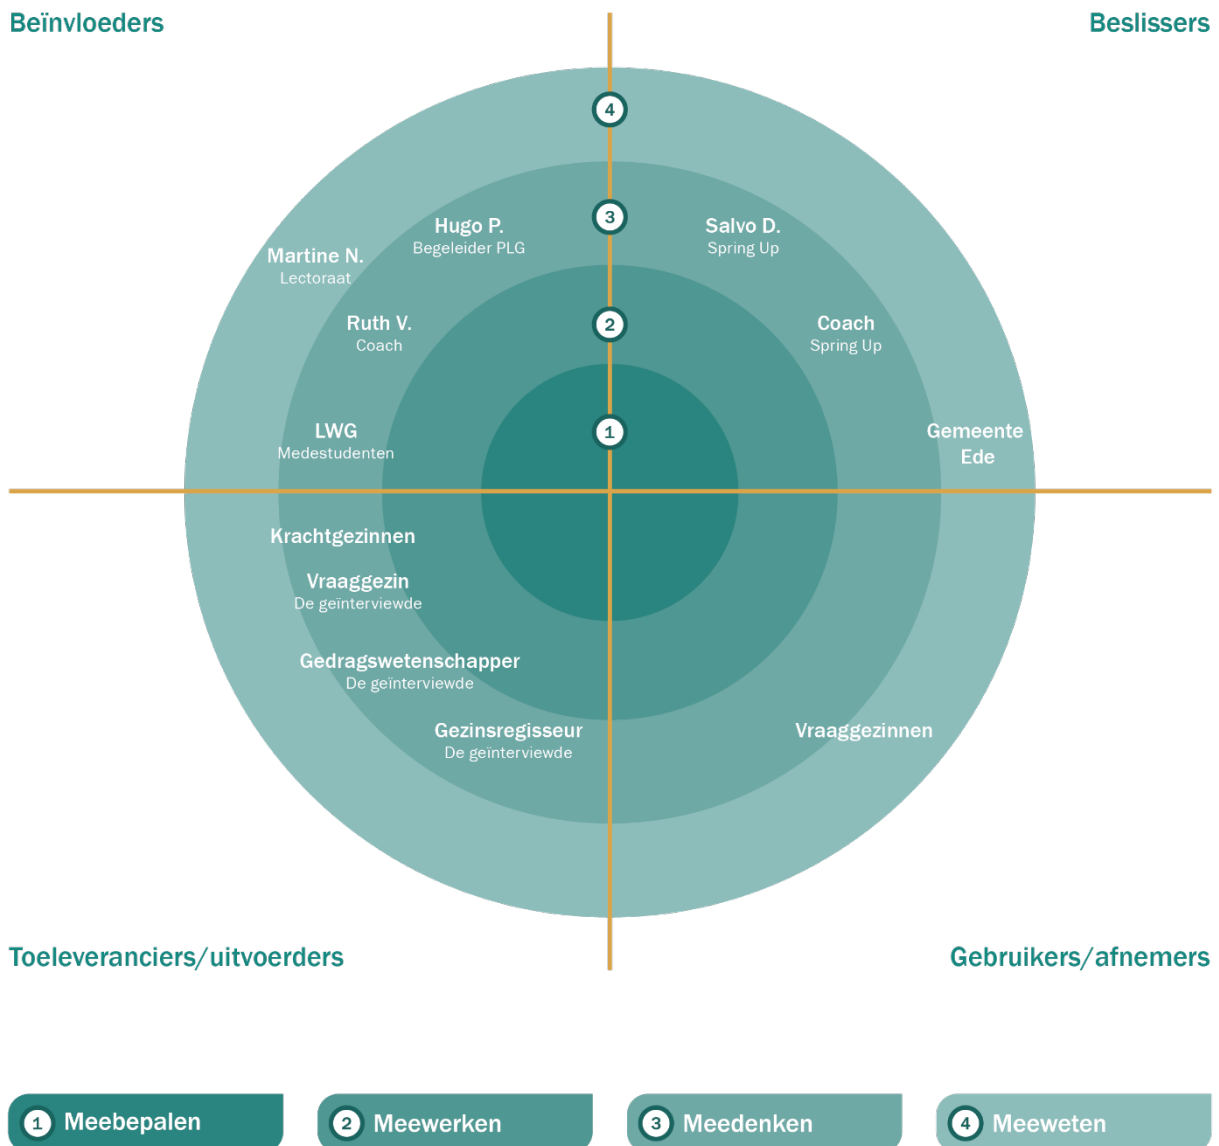 Beïnvloeders
Beslissers
4
3
Hugo P.
Begeleider PLG
Salvo D.
Spring Up
Martine N.
Lectoraat
Ruth V.
Coach
2
Coach
Spring Up
LWG
Medestudenten
1
Gemeente
Ede
Krachtgezinnen
Vraaggezin
De geïnterviewde
Gedragswetenschapper
De geïnterviewde
Gezinsregisseur
De geïnterviewde
Vraaggezinnen
Toeleveranciers/uitvoerders
Gebruikers/afnemers
1 Meebepalen
2 Meewerken
3 Meedenken
4 Meeweten